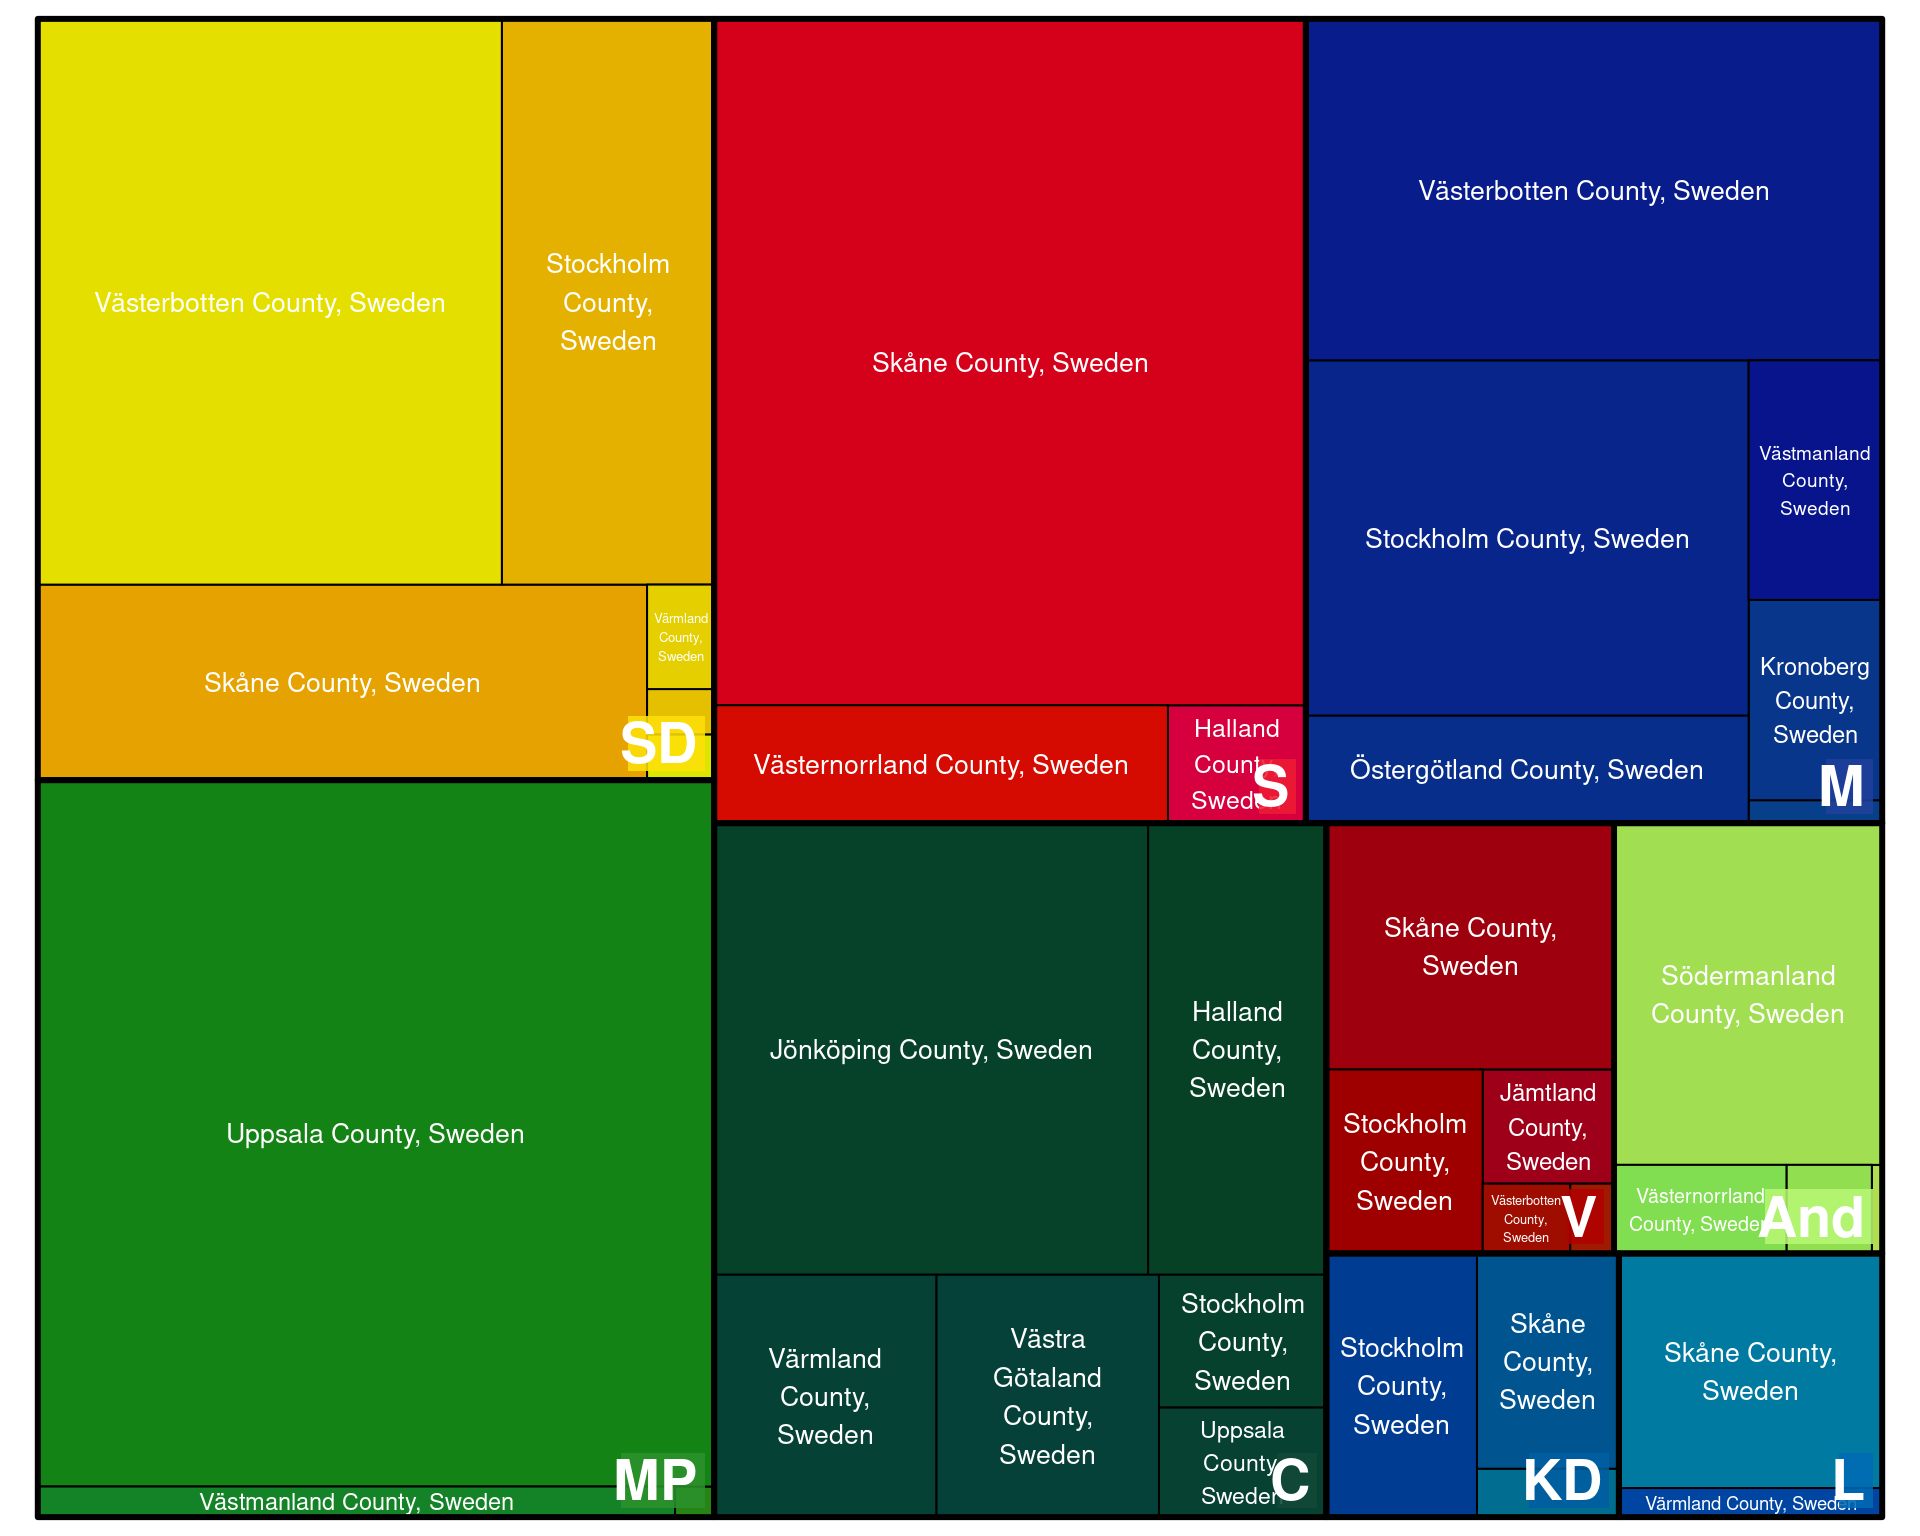 Västerbotten County, Sweden
Stockholm
County,
Sweden
Skåne County, Sweden
Värmland
County,
Sweden
SD
Uppsala County, Sweden
Västmanland County, Sweden
MP
Skåne County, Sweden
Västernorrland County, Sweden
Halland
County,
Sweden
S
Västerbotten County, Sweden
Stockholm County, Sweden
Västmanland
County,
Sweden
Östergötland County, Sweden
Kronoberg
County,
Sweden
M
Jönköping County, Sweden
Halland
County,
Sweden
Värmland
County,
Sweden
Västra
Götaland
County,
Sweden
Stockholm
County,
Sweden
Uppsala
County,
Sweden
C
Skåne County,
Sweden
Stockholm
County,
Sweden
Jämtland
County,
Sweden
Västerbotten
County,
Sweden
V
Södermanland
County, Sweden
Västernorrland
County, Sweden
And
Stockholm
County,
Sweden
Skåne
County,
Sweden
KD
Skåne County,
Sweden
Värmland County, Sweden
L